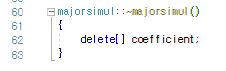 60 majorsimul::~majorsimul()
61 {
62 delete[] coefficient;
63 }